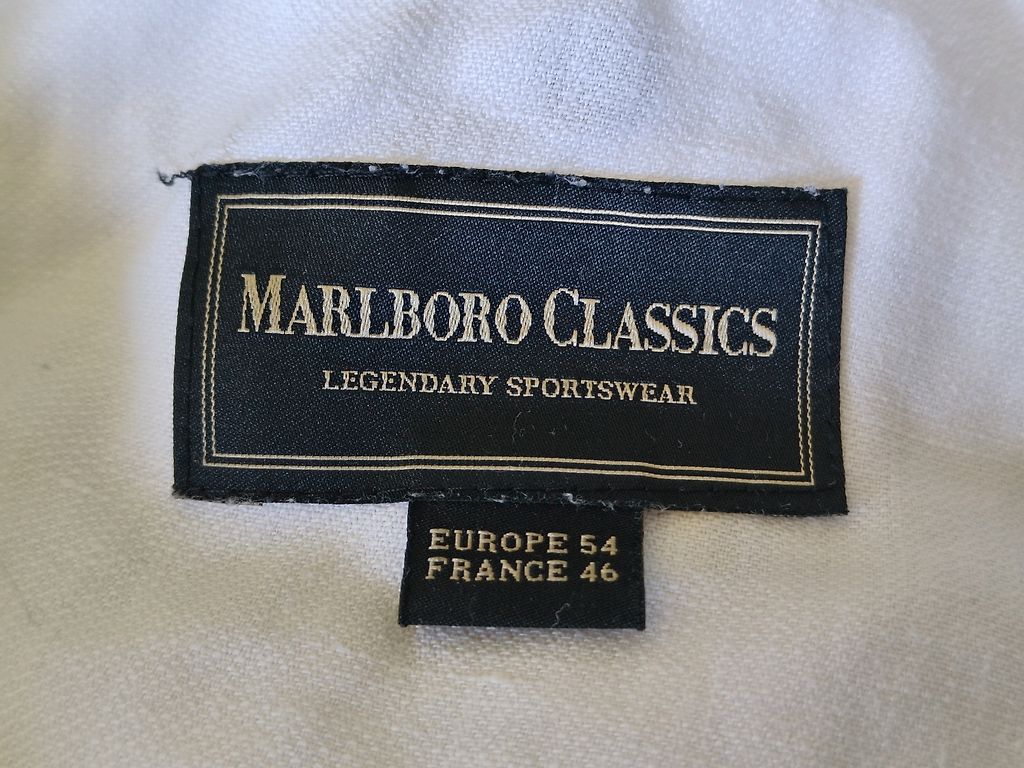 MARLBORO CLASSICS
LEGENDARY SPORTSWEAR
EUROPE 54
FRANCE 46